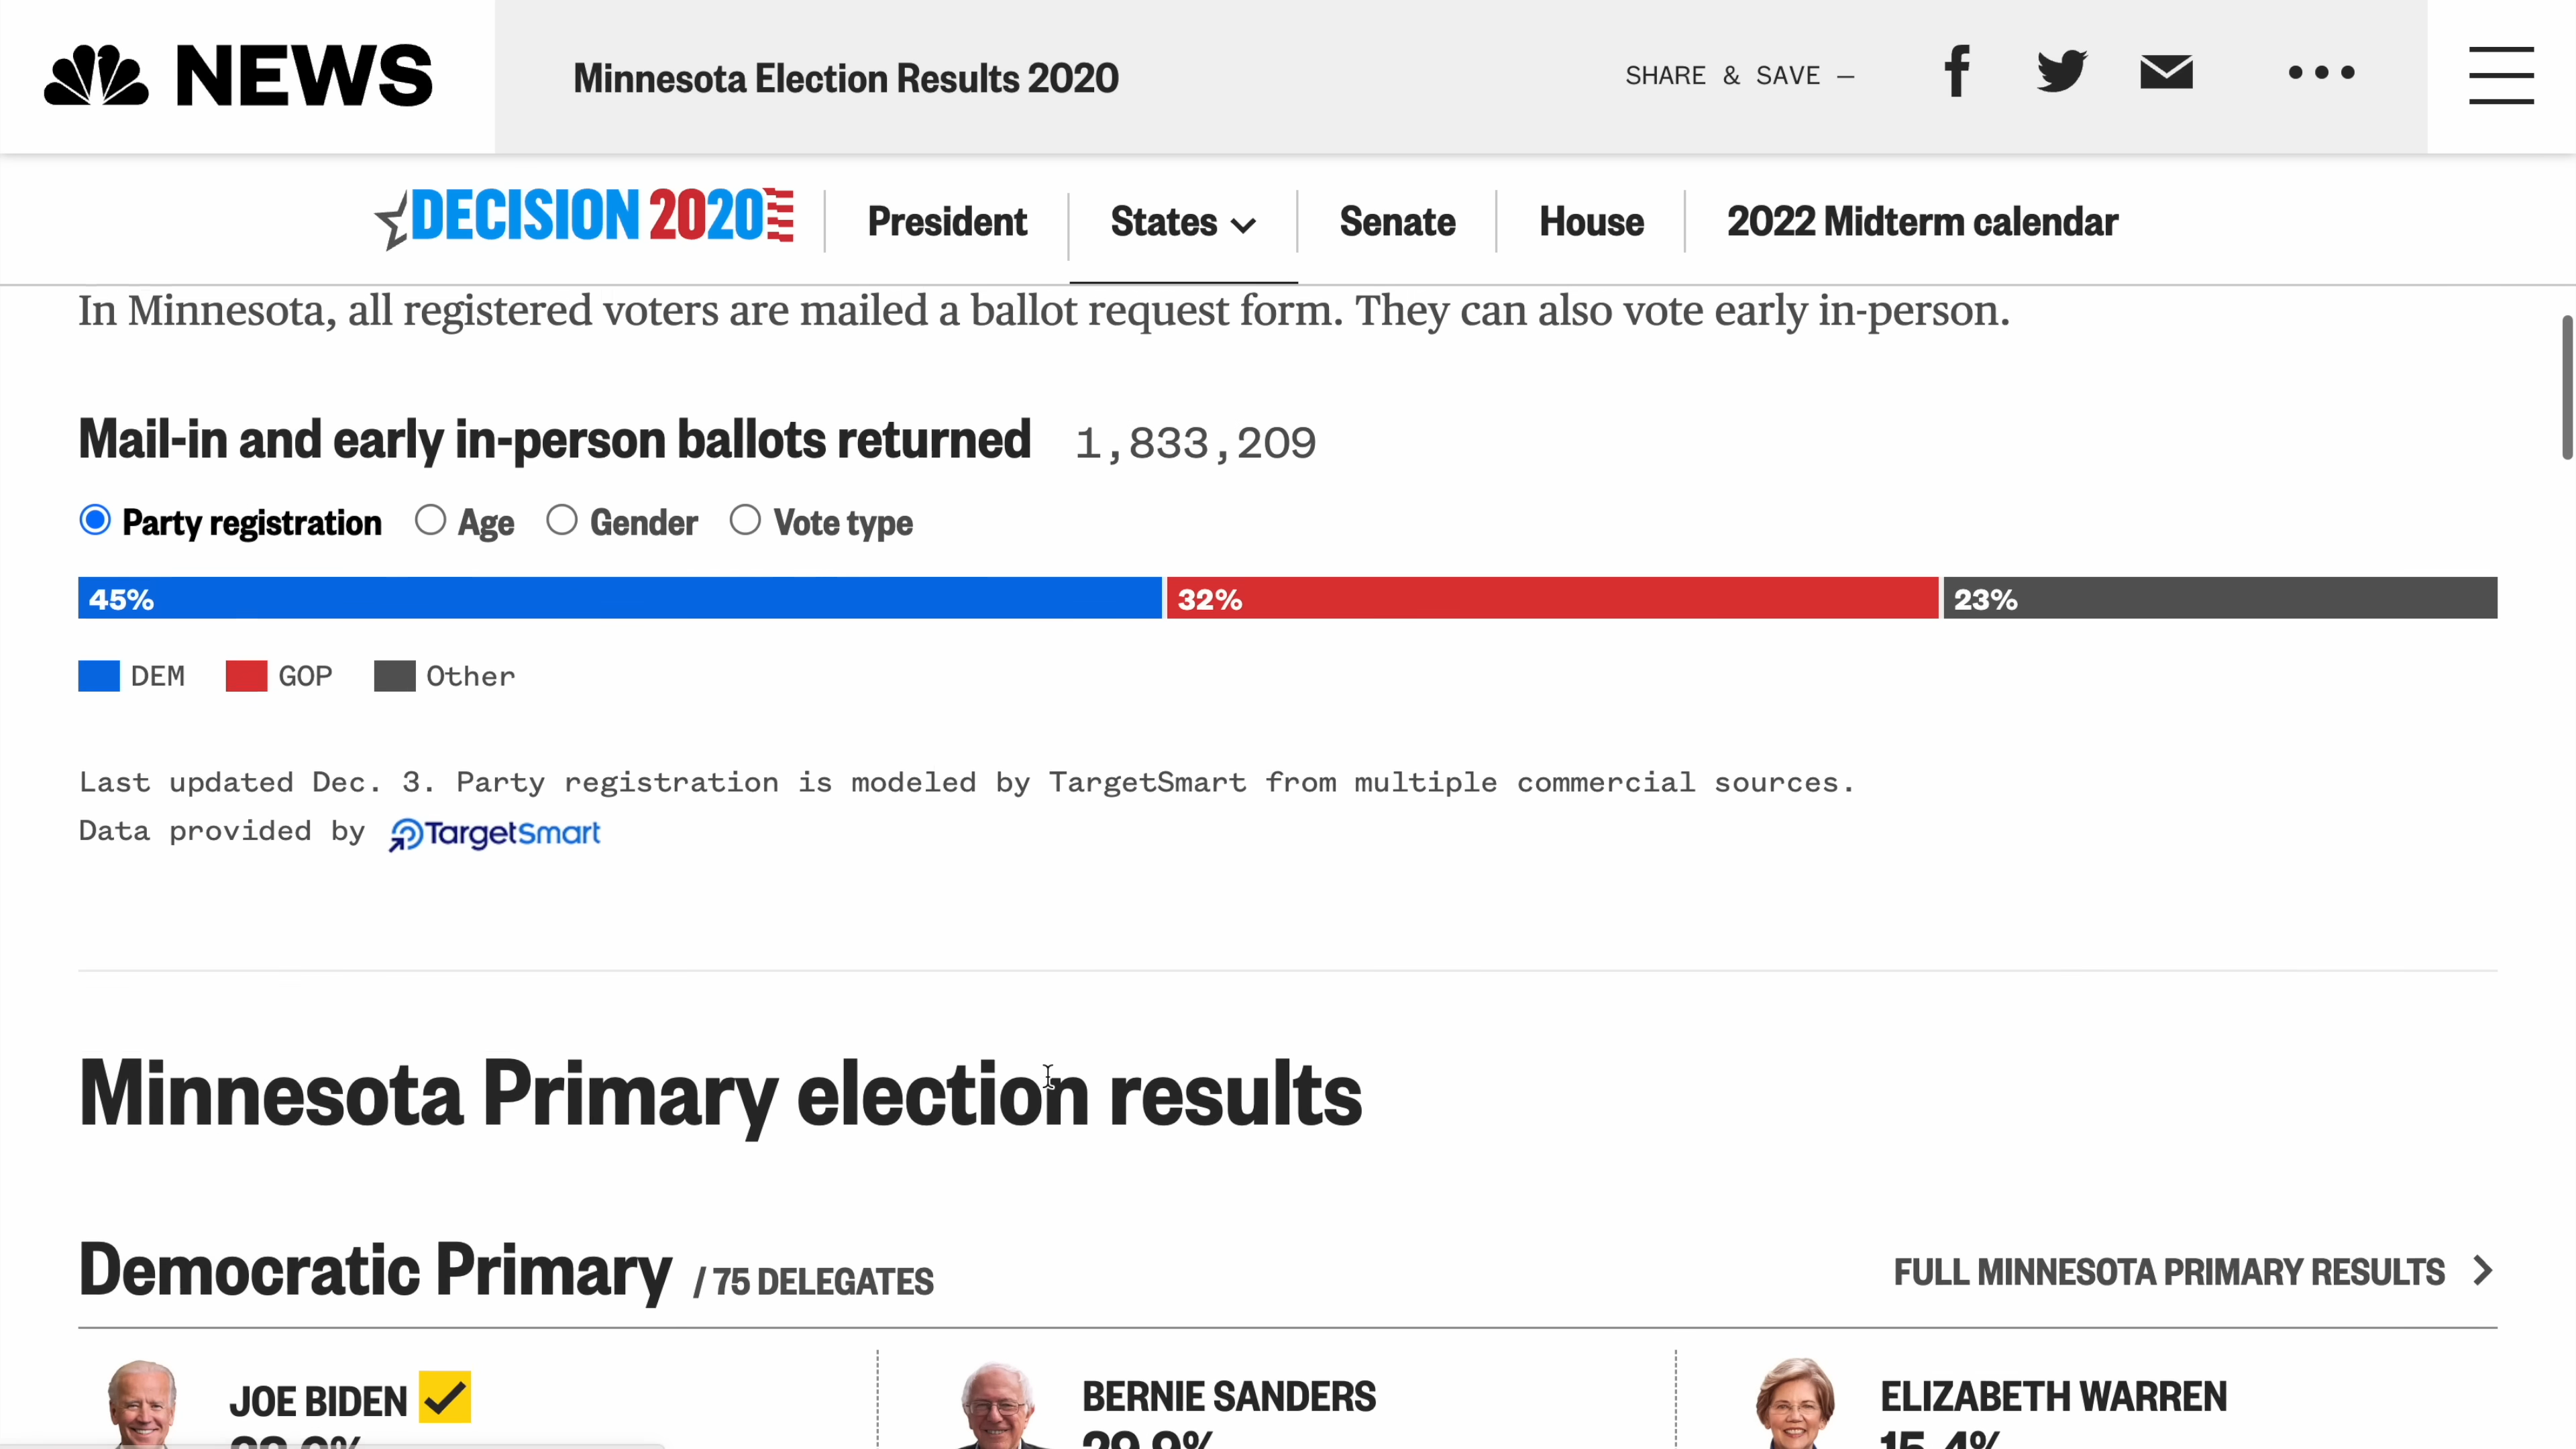 NEWS
Minnesota Election Results 2020
SHARE & SAVE —
DECISION 2020
President
States
Senate
House
2022 Midterm calendar
In Minnesota, all registered voters are mailed a ballot request form. They can also vote early in-person.
Mail-in and early in-person ballots returned 1,833,209
Party registration Age Gender Vote type
45% 32% 23%
DEM GOP Other
Last updated Dec. 3. Party registration is modeled by TargetSmart from multiple commercial sources.
Data provided by TargetSmart
Minnesota Primary election results
Democratic Primary / 75 DELEGATES
FULL MINNESOTA PRIMARY RESULTS
JOE BIDEN
BERNIE SANDERS
29.9%
ELIZABETH WARREN
15.4%